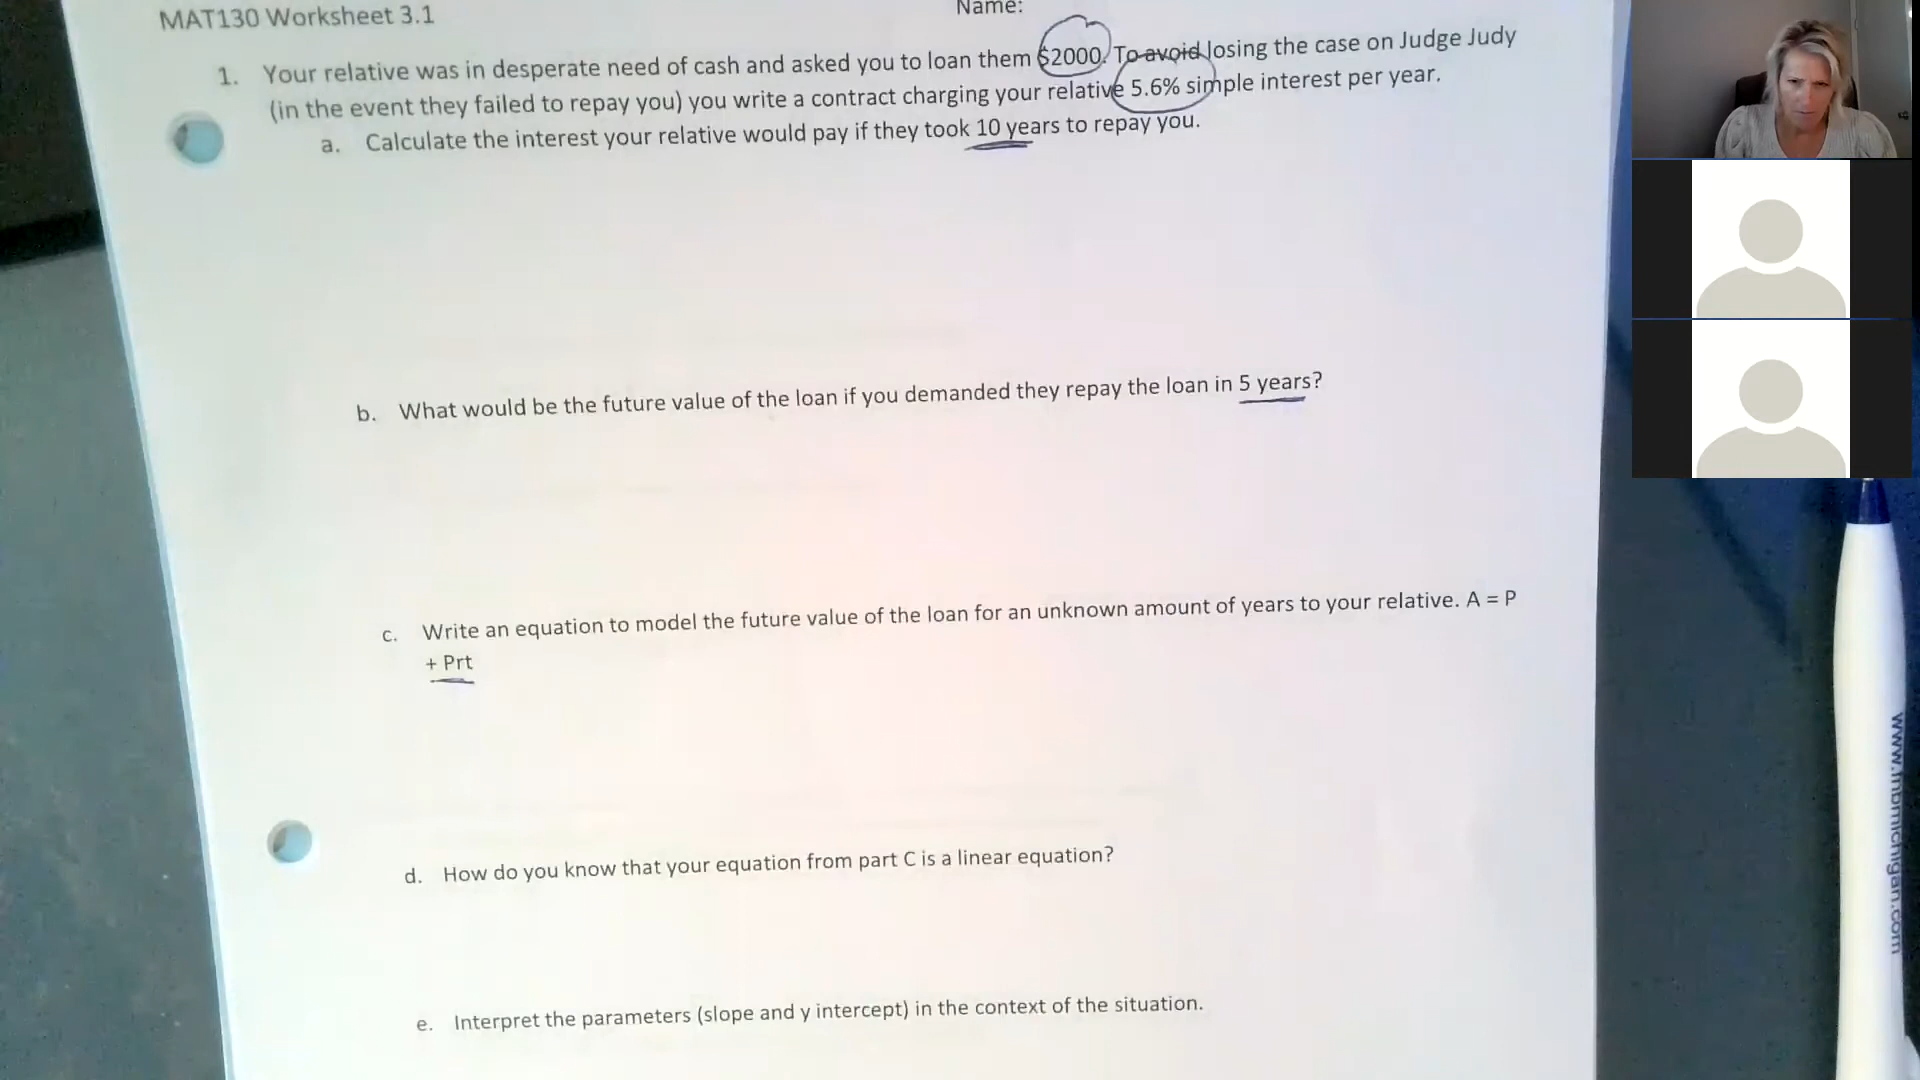 MAT130 Worksheet 3.1
Name:
1. Your relative was in desperate need of cash and asked you to loan them $2000. To avoid losing the case on Judge Judy
(in the event they failed to repay you) you write a contract charging your relative 5.6% simple interest per year.
a. Calculate the interest your relative would pay if they took 10 years to repay you.
b. What would be the future value of the loan if you demanded they repay the loan in 5 years?
c. Write an equation to model the future value of the loan for an unknown amount of years to your relative. A = P
+ Prt
d. How do you know that your equation from part C is a linear equation?
e. Interpret the parameters (slope and y intercept) in the context of the situation.